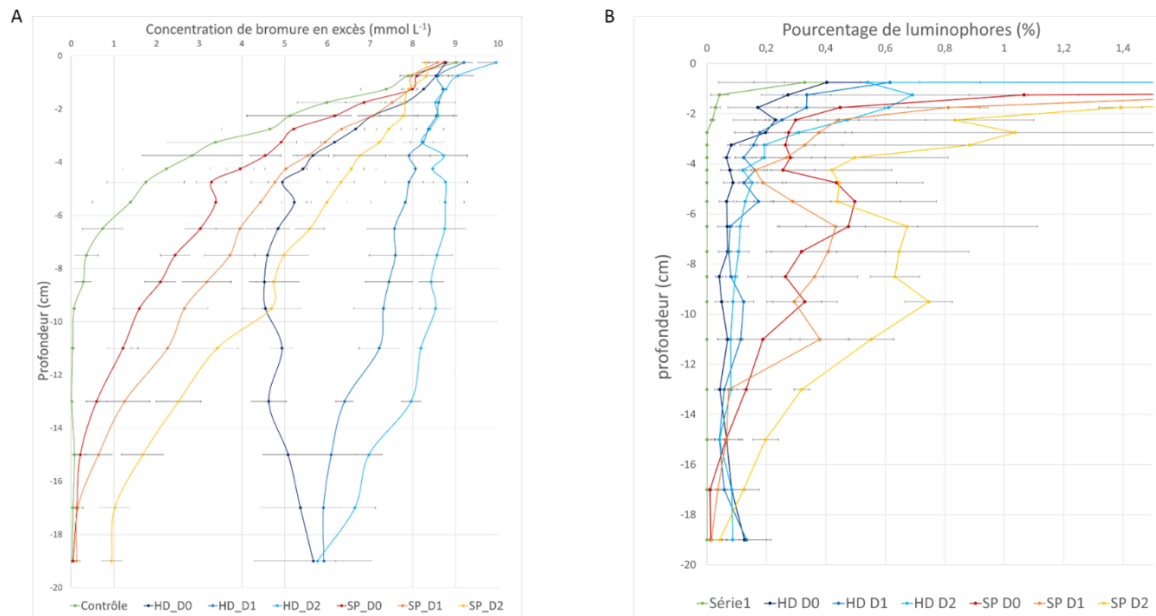 A
Concentration de bromure en excés (mmol L⁻¹)
0 1 2 3 4 5 6 7 8 9 10
Profondeur (cm)
0
-2
-4
-6
-8
-10
-12
-14
-16
-18
-20
Contrôle HD_D0 HD_D1 HD_D2 SP_D0 SP_D1 SP_D2
B
Pourcentage de luminophores (%)
0 0,2 0,4 0,6 0,8 1 1,2 1,4
profondeur (cm)
0
-2
-4
-6
-8
-10
-12
-14
-16
-18
-20
Série1 HD D0 HD D1 HD D2 SP D0 SP D1 SP D2